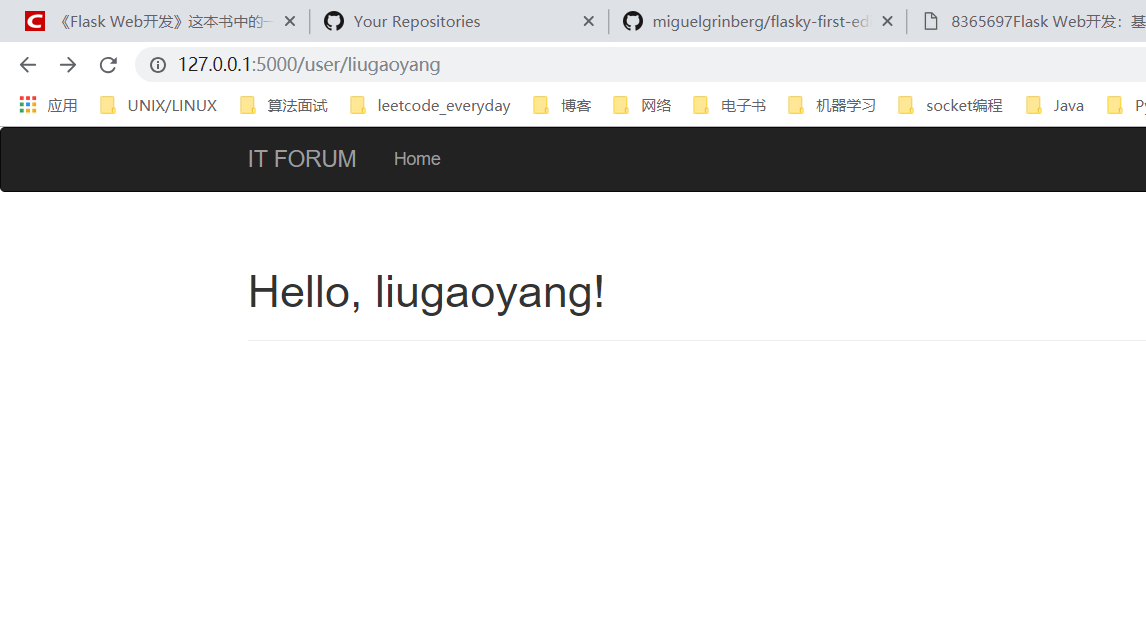 《Flask Web开发》这本书中的一 Your Repositories miguelgrinberg/flasky-first-edi 8365697Flask Web开发：基
127.0.0.1:5000/user/liugaoyang
应用 UNIX/LINUX 算法面试 leetcode_everyday 博客 网络 电子书 机器学习 socket编程 Java Py
IT FORUM Home
Hello, liugaoyang!